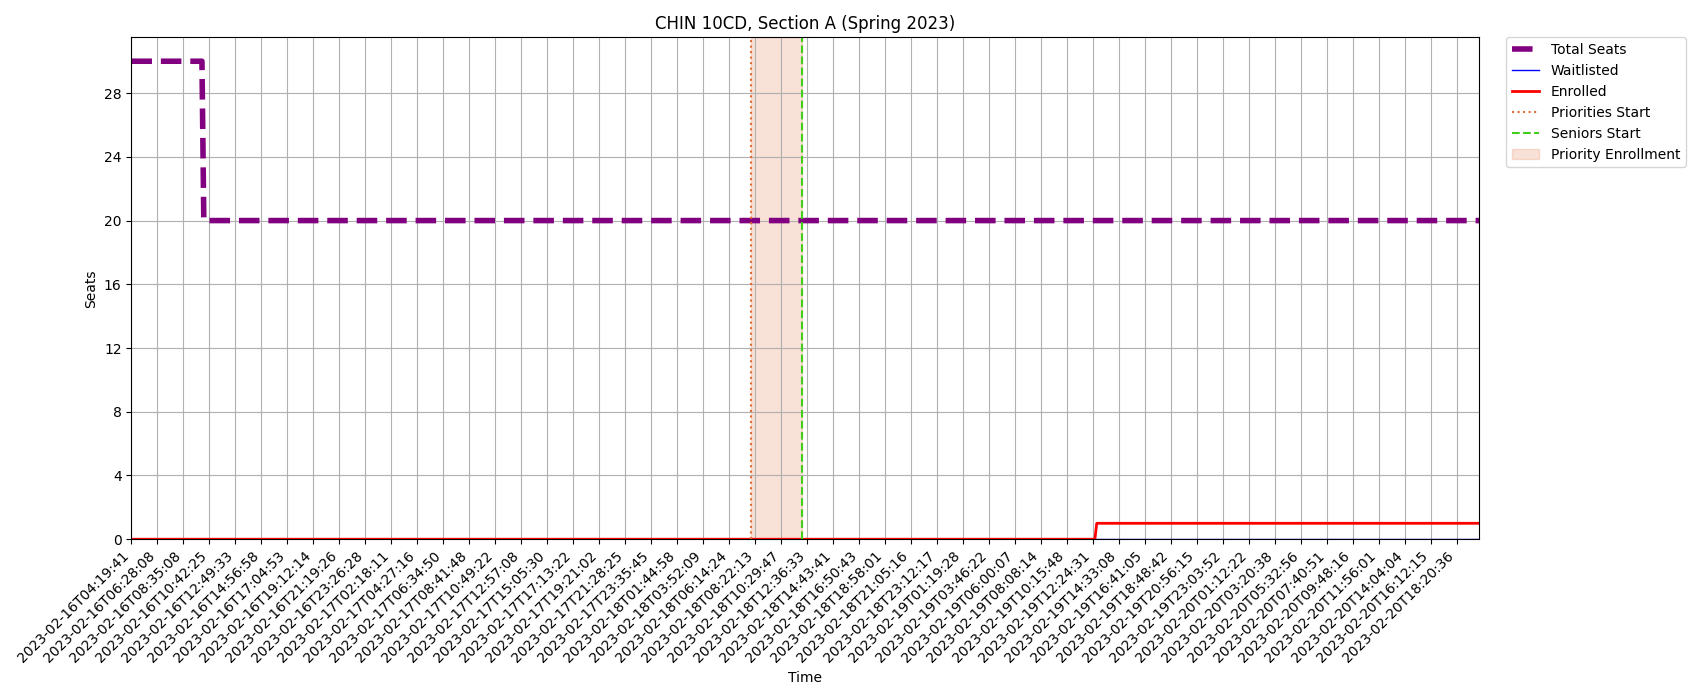 CHIN 10CD, Section A (Spring 2023)
Total Seats
Waitlisted
Enrolled
Priorities Start
Seniors Start
Priority Enrollment
Seats
28
24
20
16
12
8
4
0
2023-02-16T04:19:41
2023-02-16T06:28:08
2023-02-16T08:35:08
2023-02-16T10:42:25
2023-02-16T12:49:33
2023-02-16T14:56:58
2023-02-16T17:04:53
2023-02-16T19:12:14
2023-02-16T21:19:26
2023-02-16T23:26:28
2023-02-17T02:18:11
2023-02-17T04:27:16
2023-02-17T06:34:50
2023-02-17T08:41:48
2023-02-17T10:49:22
2023-02-17T12:57:08
2023-02-17T15:05:30
2023-02-17T17:13:22
2023-02-17T19:21:02
2023-02-17T21:28:25
2023-02-17T23:35:45
2023-02-18T01:44:58
2023-02-18T03:52:09
2023-02-18T06:14:24
2023-02-18T08:22:13
2023-02-18T10:29:47
2023-02-18T12:36:33
2023-02-18T14:43:41
2023-02-18T16:50:43
2023-02-18T18:58:01
2023-02-18T21:05:16
2023-02-18T23:12:17
2023-02-19T01:19:28
2023-02-19T03:46:22
2023-02-19T06:00:07
2023-02-19T08:08:14
2023-02-19T10:15:48
2023-02-19T12:24:31
2023-02-19T14:33:08
2023-02-19T16:41:05
2023-02-19T18:48:42
2023-02-19T20:56:15
2023-02-19T23:03:52
2023-02-20T01:12:22
2023-02-20T03:20:38
2023-02-20T05:32:56
2023-02-20T07:40:51
2023-02-20T09:48:16
2023-02-20T11:56:01
2023-02-20T14:04:04
2023-02-20T16:12:15
2023-02-20T18:20:36
Time